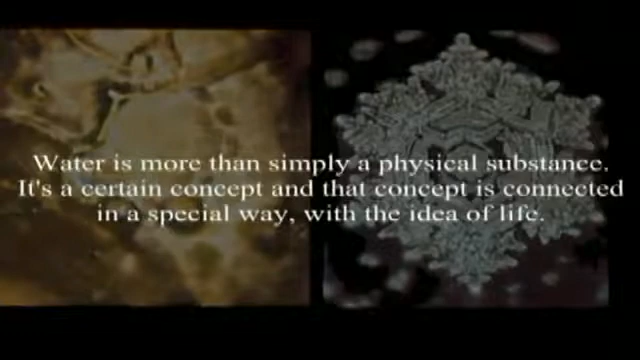 Water is more than simply a physical substance.
It's a certain concept and that concept is connected
in a special way, with the idea of life.